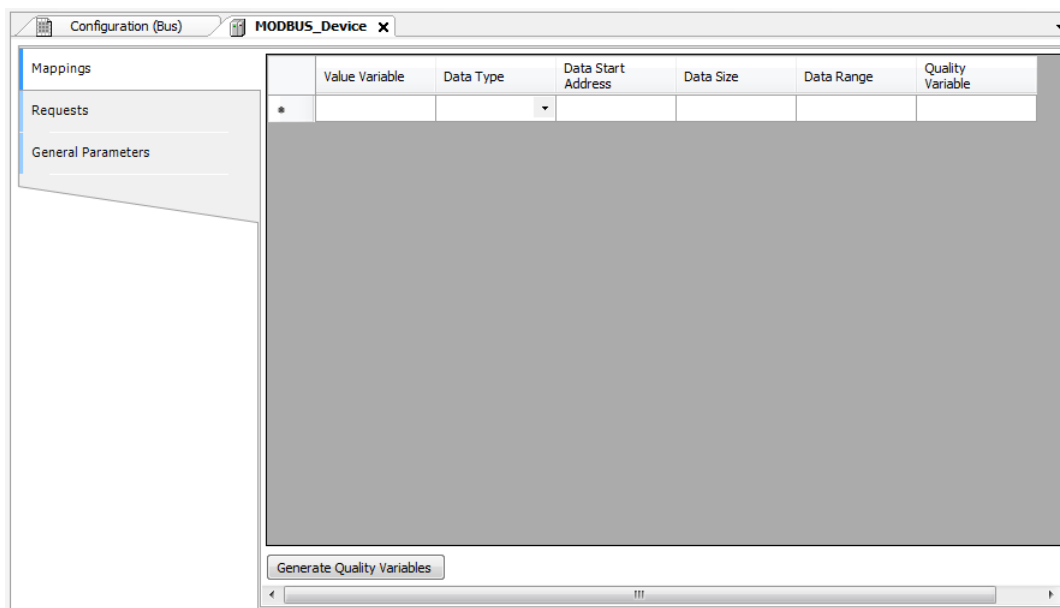 Configuration (Bus) MODBUS_Device X
Mappings
Requests
General Parameters
Value Variable Data Type Data Start Address Data Size Data Range Quality Variable
Generate Quality Variables